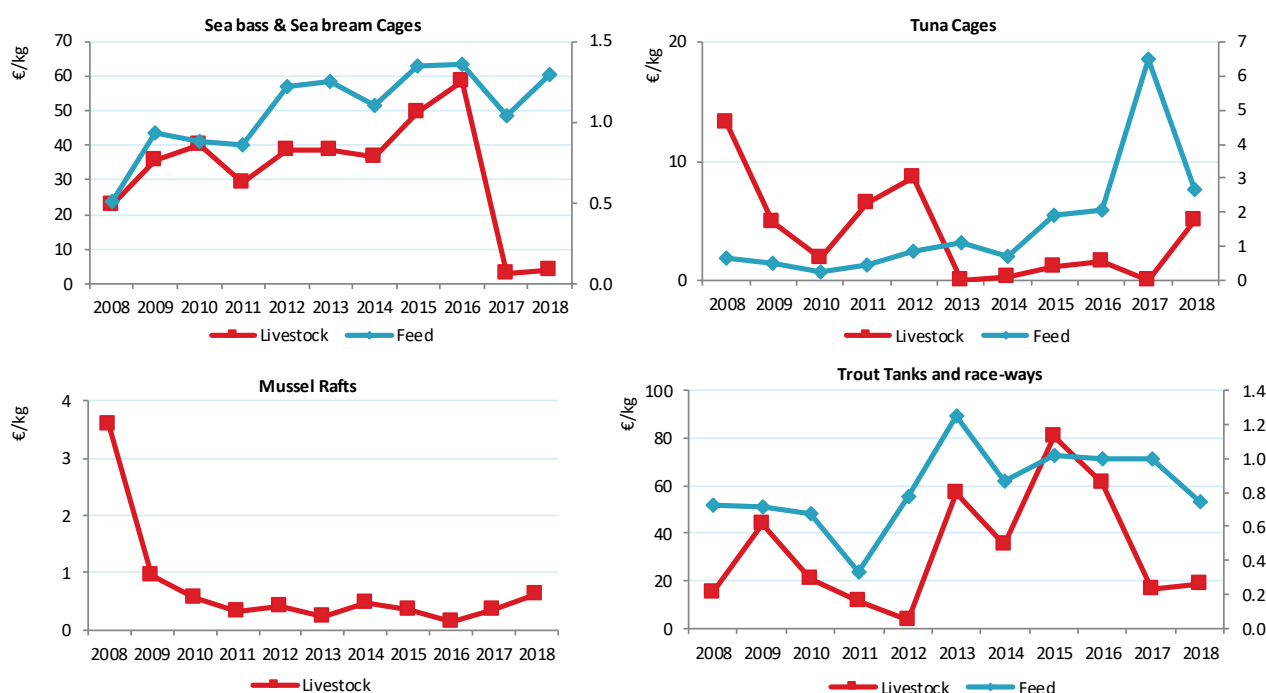 Sea bass & Sea bream Cages
€/kg
70
60
50
40
30
20
10
0
1.5
1.0
0.5
0.0
2008 2009 2010 2011 2012 2013 2014 2015 2016 2017 2018
Livestock Feed
Tuna Cages
€/kg
20
10
0
7
6
5
4
3
2
1
0
2008 2009 2010 2011 2012 2013 2014 2015 2016 2017 2018
Livestock Feed
Mussel Rafts
€/kg
4
3
2
1
0
2008 2009 2010 2011 2012 2013 2014 2015 2016 2017 2018
Livestock
Trout Tanks and race-ways
€/kg
100
80
60
40
20
0
1.4
1.2
1.0
0.8
0.6
0.4
0.2
0.0
2008 2009 2010 2011 2012 2013 2014 2015 2016 2017 2018
Livestock Feed